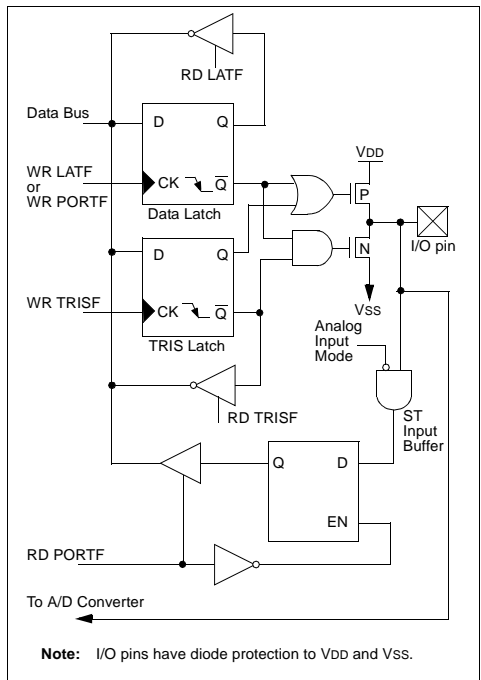 RD LATF
Data Bus
D Q
VDD
WR LATF
or
WR PORTF
CK Q
P
Data Latch
I/O pin
N
D Q
WR TRISF
CK Q
VSS
TRIS Latch
Analog
Input
Mode
RD TRISF
ST
Input
Buffer
Q D
EN
RD PORTF
To A/D Converter
Note: I/O pins have diode protection to VDD and VSS.